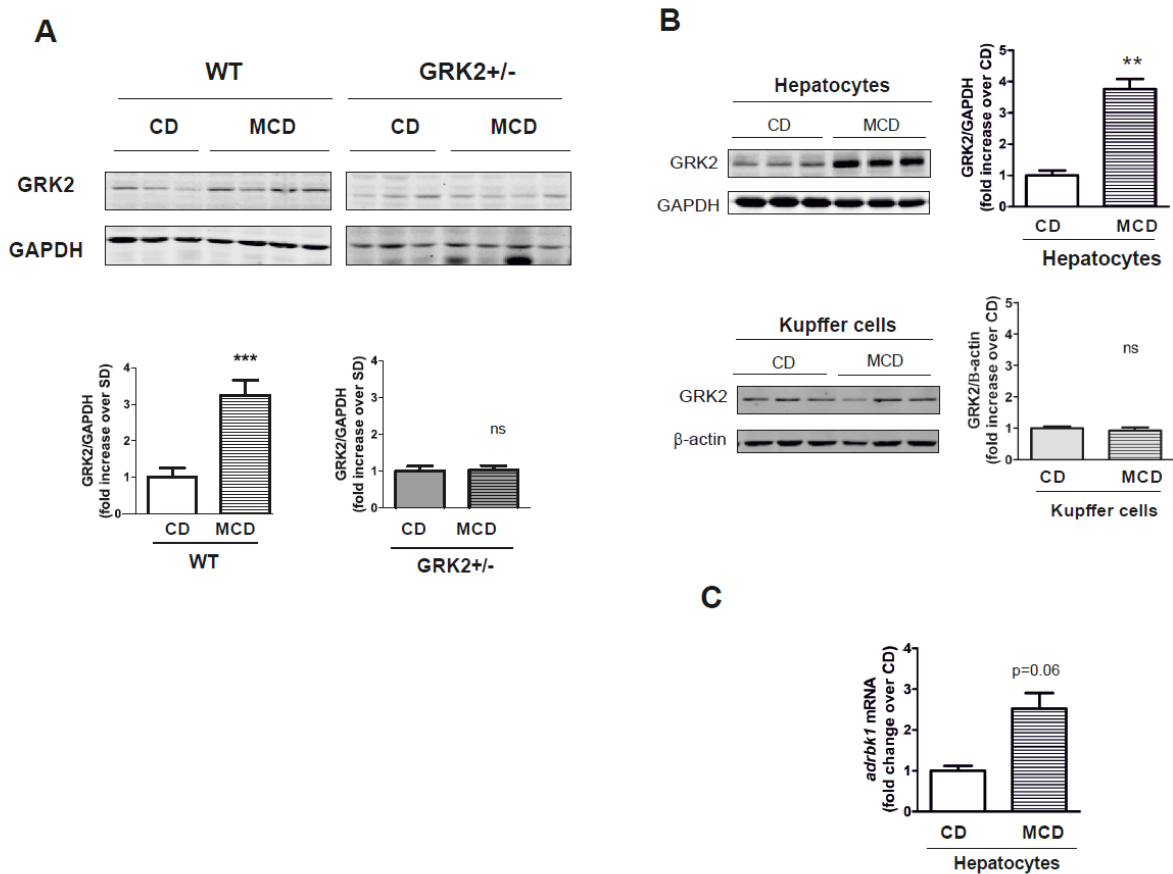 A
WT
GRK2+/-
CD
MCD
CD
MCD
GRK2
GAPDH
GRK2/GAPDH
(fold increase over SD)
4
3
2
1
0
***
CD
MCD
WT
GRK2/GAPDH
(fold increase over SD)
4
3
2
1
0
ns
CD
MCD
GRK2+/-
B
Hepatocytes
CD
MCD
GRK2
GAPDH
GRK2/GAPDH
(fold increase over CD)
5
4
3
2
1
0
**
CD
MCD
Hepatocytes
Kupffer cells
CD
MCD
GRK2
β-actin
GRK2/B-actin
(fold increase over CD)
5
4
3
2
1
0
ns
CD
MCD
Kupffer cells
C
adrbk1 mRNA
(fold change over CD)
4
3
2
1
0
p=0.06
CD
MCD
Hepatocytes